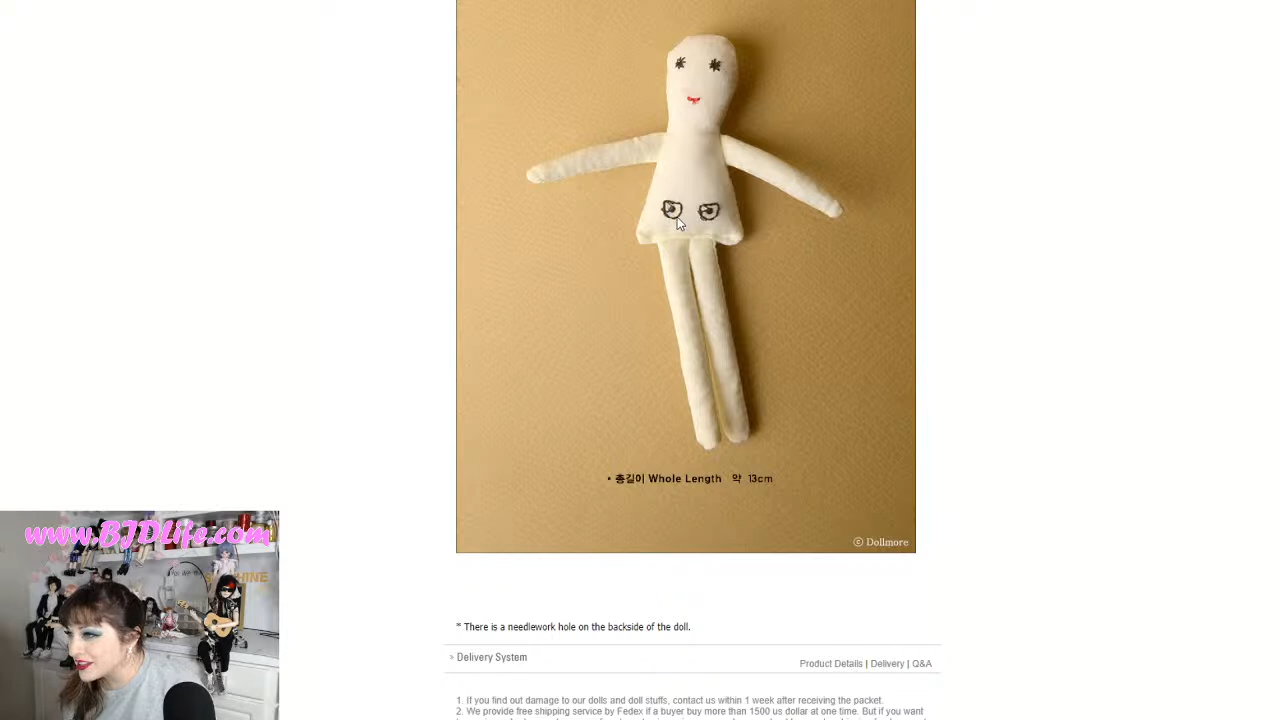 • 총길이 Whole Length 약 13cm
© Dollmore
www.BJDLife.com
* There is a needlework hole on the backside of the doll.
» Delivery System
Product Details | Delivery | Q&A
1. If you find out damage to our dolls and doll stuffs, contact us within 1 week after receiving the packet.
2. We provide free shipping service by Fedex if a buyer buy more than 1500 us dollar at one time. But if you want